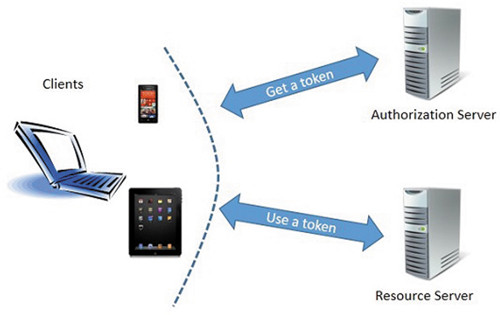 Clients
Get a token
Authorization Server
Use a token
Resource Server